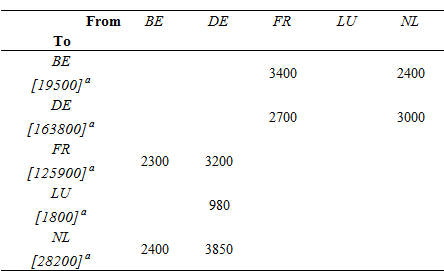 From BE DE FR LU NL
To
BE
3400 2400
[19500] a
DE
2700 3000
[163800] a
FR
2300 3200
[125900] a
LU
980
[1800] a
NL
2400 3850
[28200] a